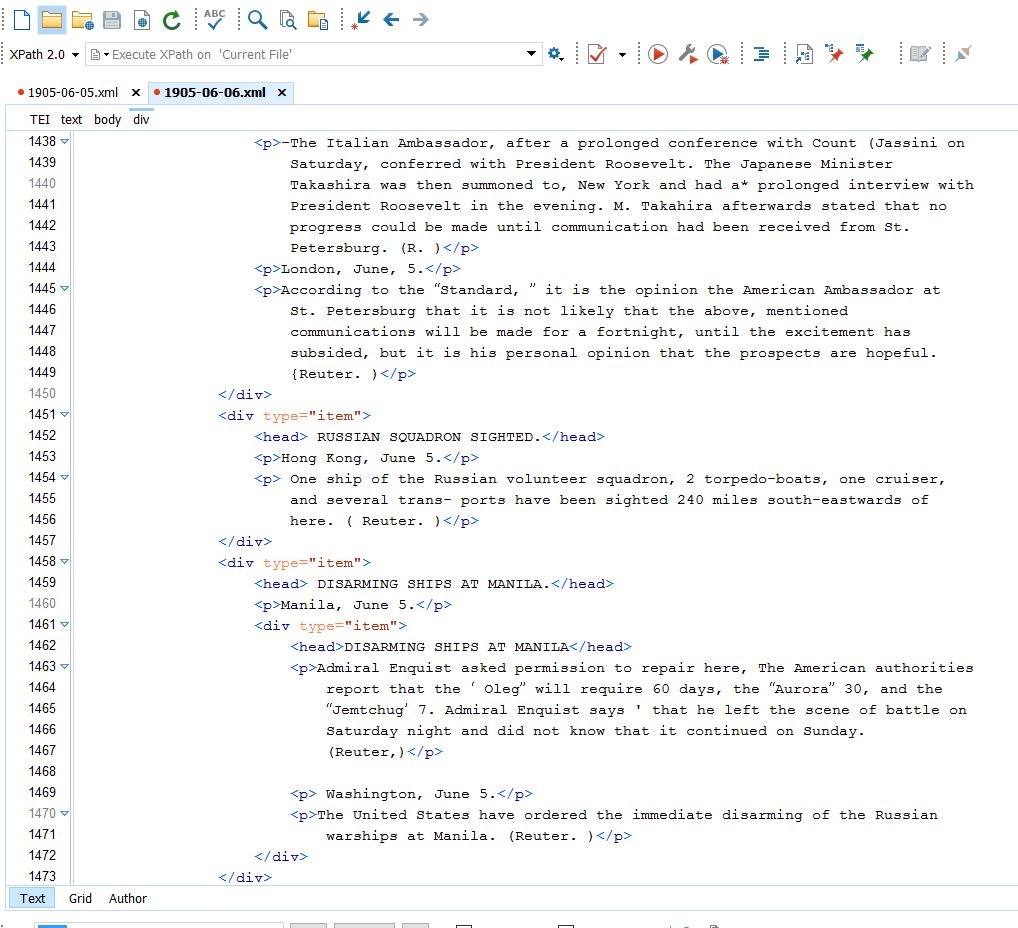 ABC
XPath 2.0 Execute XPath on 'Current File'
1905-06-05.xml 1905-06-06.xml
TEI text body div
1438 <p>-The Italian Ambassador, after a prolonged conference with Count (Jassini on
1439 Saturday, conferred with President Roosevelt. The Japanese Minister
1440 Takashira was then summoned to, New York and had a* prolonged interview with
1441 President Roosevelt in the evening. M. Takahira afterwards stated that no
1442 progress could be made until communication had been received from St.
1443 Petersburg. (R. )</p>
1444 <p>London, June, 5.</p>
1445 <p>According to the “Standard, ” it is the opinion the American Ambassador at
1446 St. Petersburg that it is not likely that the above, mentioned
1447 communications will be made for a fortnight, until the excitement has
1448 subsided, but it is his personal opinion that the prospects are hopeful.
1449 {Reuter. )</p>
1450 </div>
1451 <div type="item">
1452 <head> RUSSIAN SQUADRON SIGHTED.</head>
1453 <p>Hong Kong, June 5.</p>
1454 <p> One ship of the Russian volunteer squadron, 2 torpedo-boats, one cruiser,
1455 and several trans- ports have been sighted 240 miles south-eastwards of
1456 here. ( Reuter. )</p>
1457 </div>
1458 <div type="item">
1459 <head> DISARMING SHIPS AT MANILA.</head>
1460 <p>Manila, June 5.</p>
1461 <div type="item">
1462 <head>DISARMING SHIPS AT MANILA</head>
1463 <p>Admiral Enquist asked permission to repair here, The American authorities
1464 report that the ‘ Oleg” will require 60 days, the “Aurora” 30, and the
1465 “Jemtchug’ 7. Admiral Enquist says ' that he left the scene of battle on
1466 Saturday night and did not know that it continued on Sunday.
1467 (Reuter,)</p>
1468
1469 <p> Washington, June 5.</p>
1470 <p>The United States have ordered the immediate disarming of the Russian
1471 warships at Manila. (Reuter. )</p>
1472 </div>
1473 </div>
Text Grid Author